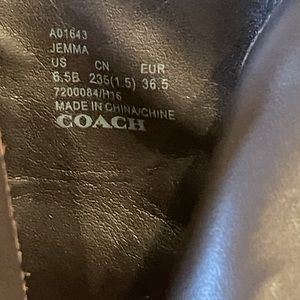 A01643
JEMMA
US CN EUR
6.5B 235(1.5) 36.5
7200084/H16
MADE IN CHINA/CHINE
COACH